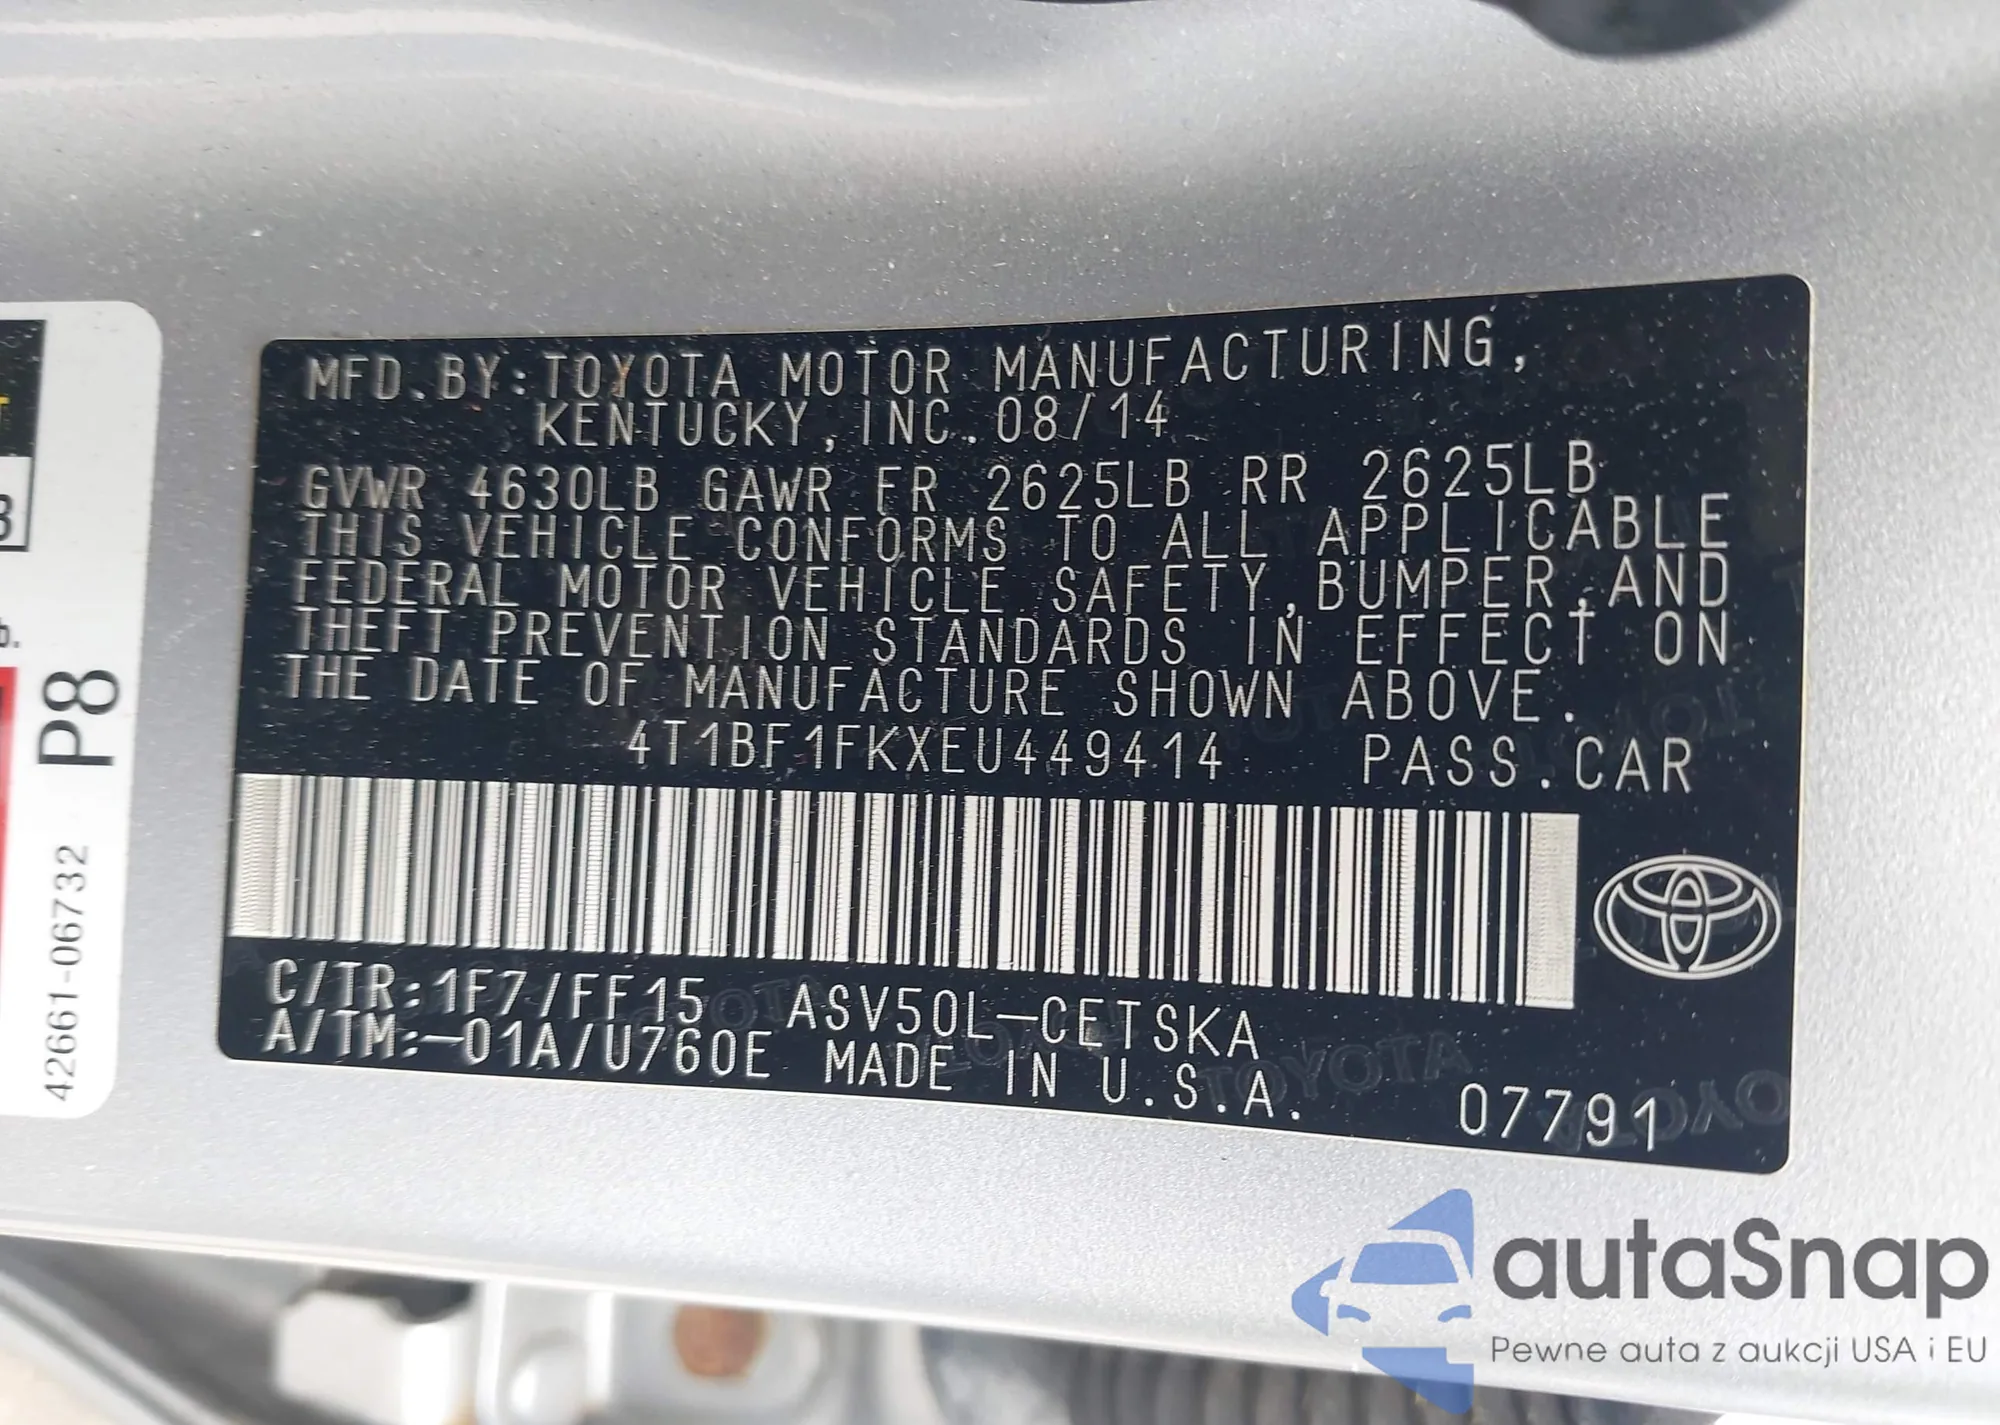 MFD.BY:TOYOTA MOTOR MANUFACTURING,
KENTUCKY,INC.08/14
GVWR 4630LB GAWR FR 2625LB RR 2625LB
THIS VEHICLE CONFORMS TO ALL APPLICABLE
FEDERAL MOTOR VEHICLE SAFETY,BUMPER,AND
THEFT PREVENTION STANDARDS IN EFFECT ON
THE DATE OF MANUFACTURE SHOWN ABOVE.
4T1BF1FKXEU449414 PASS.CAR
C/TR:1F7/FF15 ASV50L-CETSKA
A/TM:-01A/U760E MADE IN U.S.A.
07791
P8
42661-06732
autaSnap
Pewne auta z aukcji USA i EU